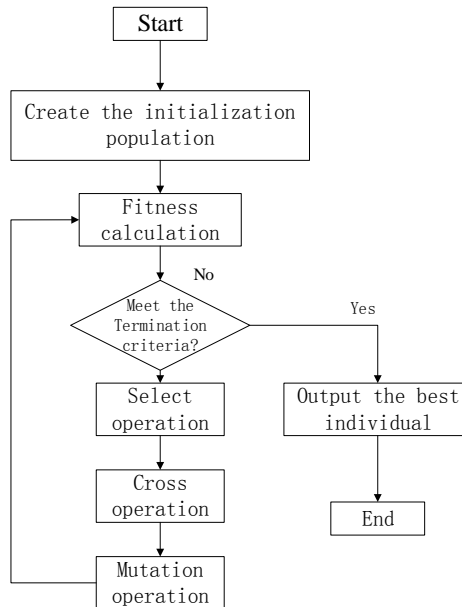 Start
Create the initialization
population
Fitness
calculation
No
Meet the
Termination
criteria?
Yes
Select
operation
Output the best
individual
Cross
operation
End
Mutation
operation